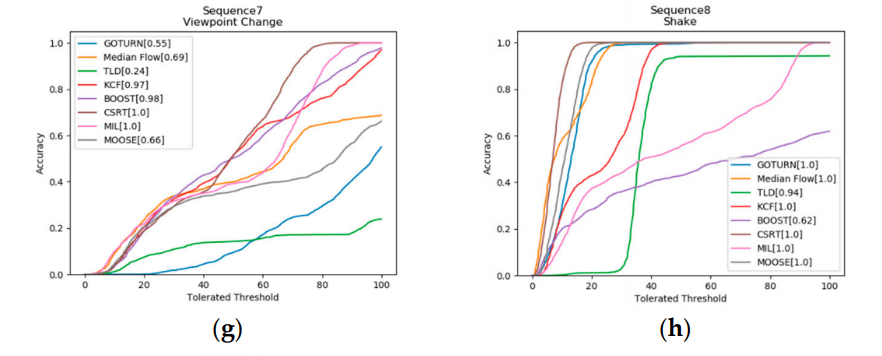 Sequence7
Viewpoint Change
1.0
0.8
0.6
0.4
0.2
0.0
Accuracy
GOTURN[0.55]
Median Flow[0.69]
TLD[0.24]
KCF[0.97]
BOOST[0.98]
CSRT[1.0]
MIL[1.0]
MOOSE[0.66]
0 20 40 60 80 100
Tolerated Threshold
(g)
Sequence8
Shake
1.0
0.8
0.6
0.4
0.2
0.0
Accuracy
GOTURN[1.0]
Median Flow[1.0]
TLD[0.94]
KCF[1.0]
BOOST[0.62]
CSRT[1.0]
MIL[1.0]
MOOSE[1.0]
0 20 40 60 80 100
Tolerated Threshold
(h)